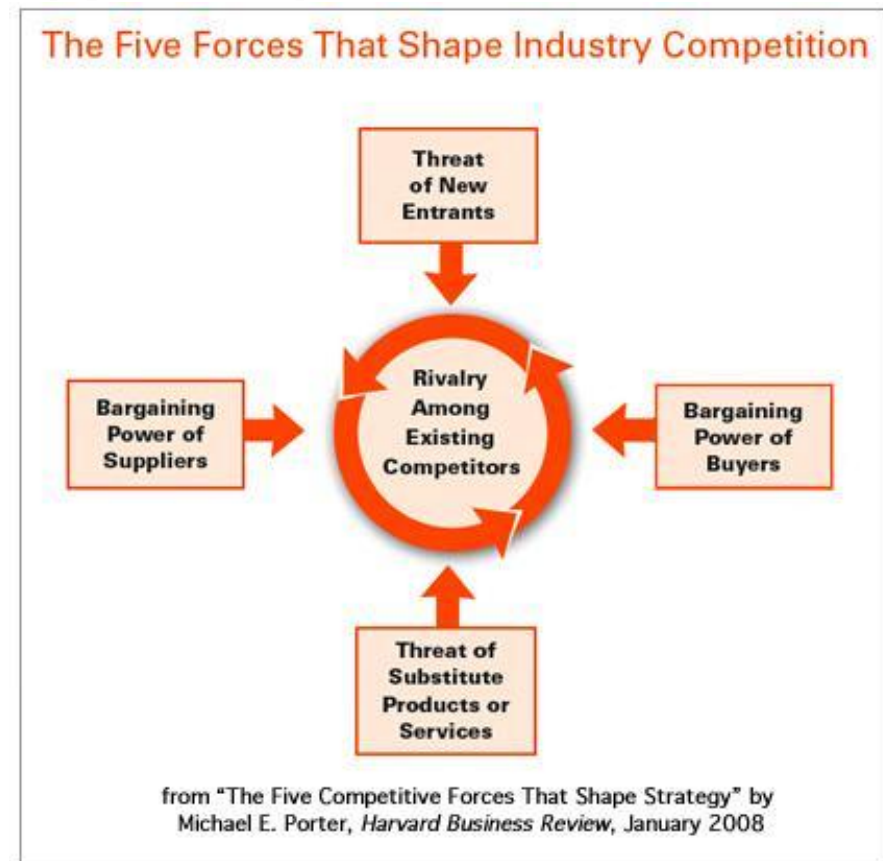 The Five Forces That Shape Industry Competition
Threat
of New
Entrants
Bargaining
Power of
Suppliers
Rivalry
Among
Existing
Competitors
Bargaining
Power of
Buyers
Threat of
Substitute
Products or
Services
from “The Five Competitive Forces That Shape Strategy” by
Michael E. Porter, Harvard Business Review, January 2008